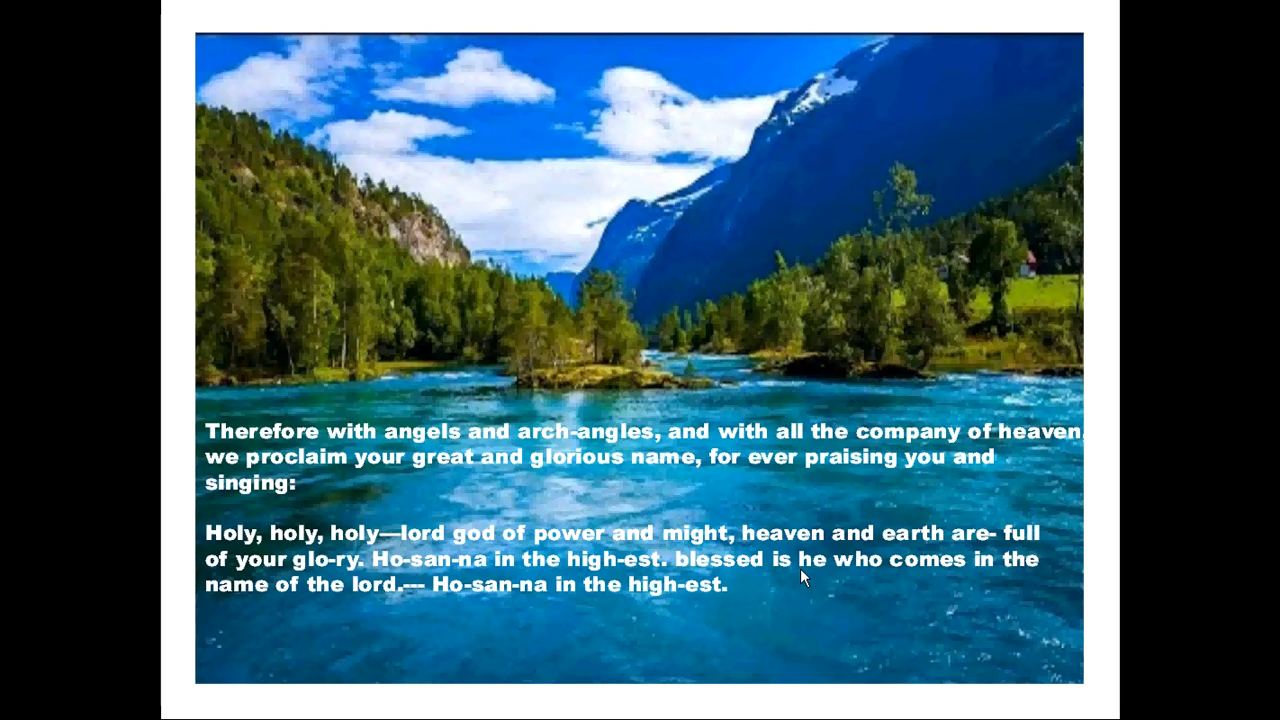 Therefore with angels and arch-angles, and with all the company of heaven,
we proclaim your great and glorious name, for ever praising you and
singing:
Holy, holy, holy—lord god of power and might, heaven and earth are- full
of your glo-ry. Ho-san-na in the high-est. blessed is he who comes in the
name of the lord.--- Ho-san-na in the high-est.